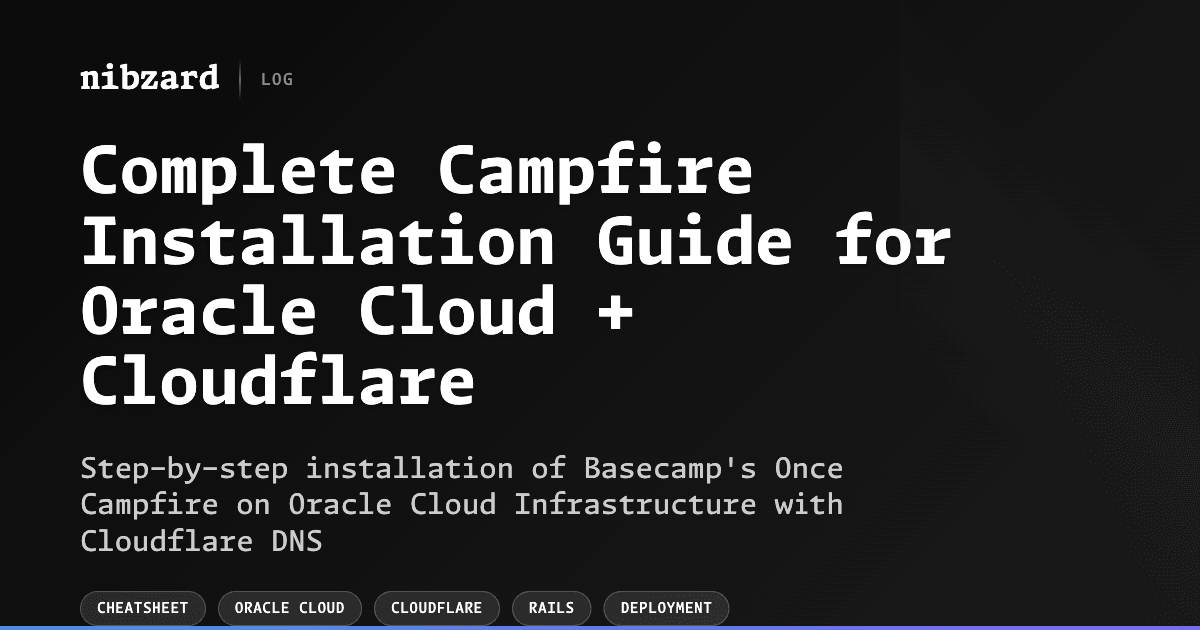 nibzard LOG
Complete Campfire
Installation Guide for
Oracle Cloud +
Cloudflare
Step-by-step installation of Basecamp's Once
Campfire on Oracle Cloud Infrastructure with
Cloudflare DNS
CHEATSHEET ORACLE CLOUD CLOUDFLARE RAILS DEPLOYMENT